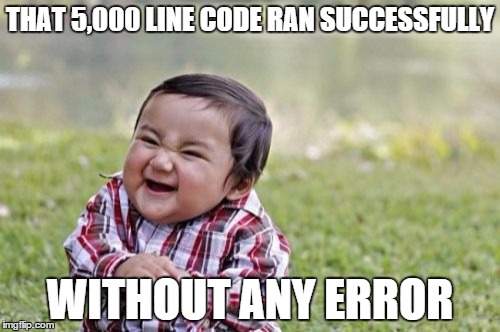 THAT 5,000 LINE CODE RAN SUCCESSFULLY
WITHOUT ANY ERROR
imgflip.com